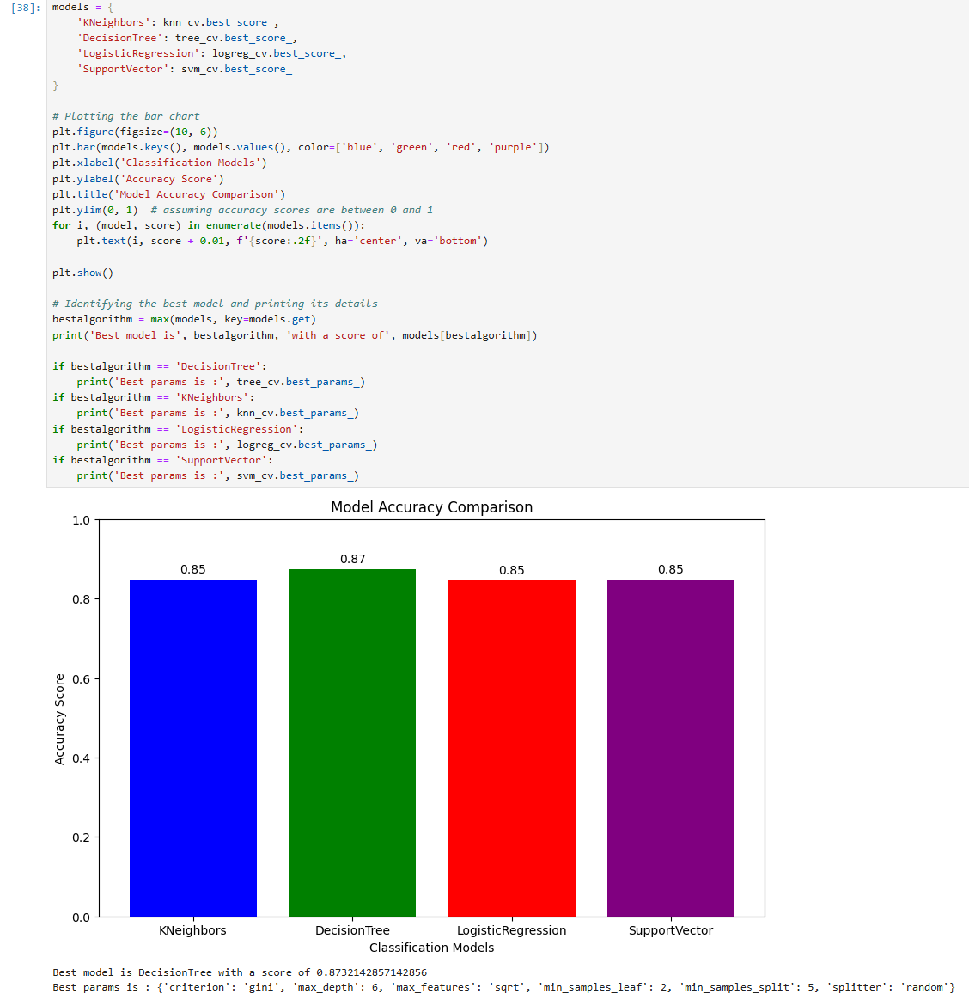 [38]:
models = {
    'KNeighbors': knn_cv.best_score_,
    'DecisionTree': tree_cv.best_score_,
    'LogisticRegression': logreg_cv.best_score_,
    'SupportVector': svm_cv.best_score_
}
# Plotting the bar chart
plt.figure(figsize=(10, 6))
plt.bar(models.keys(), models.values(), color=['blue', 'green', 'red', 'purple'])
plt.xlabel('Classification Models')
plt.ylabel('Accuracy Score')
plt.title('Model Accuracy Comparison')
plt.ylim(0, 1)  # assuming accuracy scores are between 0 and 1
for i, (model, score) in enumerate(models.items()):
    plt.text(i, score + 0.01, f'{score:.2f}', ha='center', va='bottom')
plt.show()
# Identifying the best model and printing its details
bestalgorithm = max(models, key=models.get)
print('Best model is', bestalgorithm, 'with a score of', models[bestalgorithm])
if bestalgorithm == 'DecisionTree':
    print('Best params is :', tree_cv.best_params_)
if bestalgorithm == 'KNeighbors':
    print('Best params is :', knn_cv.best_params_)
if bestalgorithm == 'LogisticRegression':
    print('Best params is :', logreg_cv.best_params_)
if bestalgorithm == 'SupportVector':
    print('Best params is :', svm_cv.best_params_)
Model Accuracy Comparison
1.0
0.8
0.6
0.4
0.2
0.0
Accuracy Score
0.85
0.87
0.85
0.85
KNeighbors
DecisionTree
LogisticRegression
SupportVector
Classification Models
Best model is DecisionTree with a score of 0.8732142857142856
Best params is : {'criterion': 'gini', 'max_depth': 6, 'max_features': 'sqrt', 'min_samples_leaf': 2, 'min_samples_split': 5, 'splitter': 'random'}